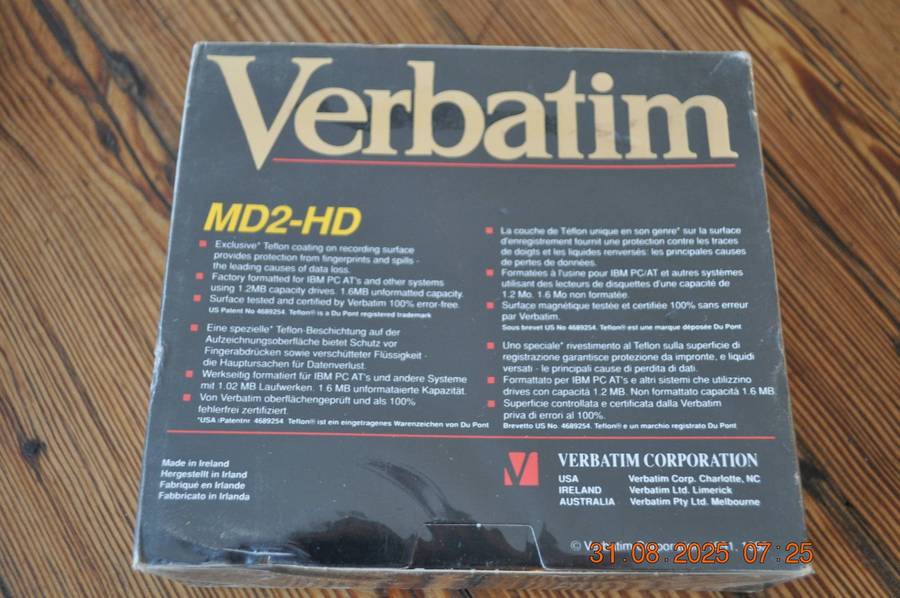 Verbatim
MD2-HD
Exclusive* Teflon coating on recording surface
provides protection from fingerprints and spills -
the leading causes of data loss.
Factory formatted for IBM PC AT's and other systems
using 1.2MB capacity drives. 1.6MB unformatted capacity.
Surface tested and certified by Verbatim 100% error-free.
US Patent No 4689254. Teflon® is a Du Pont registered trademark
Eine spezielle* Teflon-Beschichtung auf der
Aufzeichnungsoberfläche bietet Schutz vor
Fingerabdrücken sowie verschütteter Flüssigkeit -
die Hauptursachen für Datenverlust.
Werkseitig formatiert für IBM PC AT's und andere Systeme
mit 1.02 MB Laufwerken. 1.6 MB unformataierte Kapazität.
Von Verbatim oberflächengeprüft und als 100%
fehlerfrei zertifiziert.
*USA-Patentnr. 4689254. Teflon® ist ein eingetragenes Warenzeichen von Du Pont
La couche de Téflon unique en son genre* sur la surface
d'enregistrement fournit une protection contre les traces
de doigts et les liquides renversés: les principales causes
de pertes de données.
Formatées à l'usine pour IBM PC/AT et autres systèmes
utilisant des lecteurs de disquettes d'une capacité de
1.2 Mo. 1.6 Mo non formatée.
Surface magnétique testée et certifiée 100% sans erreur
par Verbatim.
Sous brevet US No 4689254. Teflon® est une marque déposée Du Pont
Uno speciale* rivestimento al Teflon sulla superficie di
registrazione garantisce protezione da impronte, e liquidi
versati - le principali cause di perdita di dati.
Formattato per IBM PC AT's e altri sistemi che utilizzino
drives con capacità 1.2 MB. Non formattato capacità 1.6 MB
Superficie controllata e certificata dalla Verbatim
priva di errori al 100%.
Brevetto US No. 4689254. Teflon® e un marchio registrato Du Pont
Made in Ireland
Hergestellt in Irland
Fabriqué en Irlande
Fabbricato in Irlanda
VERBATIM CORPORATION
USA Verbatim Corp. Charlotte, NC
IRELAND Verbatim Ltd. Limerick
AUSTRALIA Verbatim Pty Ltd. Melbourne
© Verbatim
31.08.2025 07:25